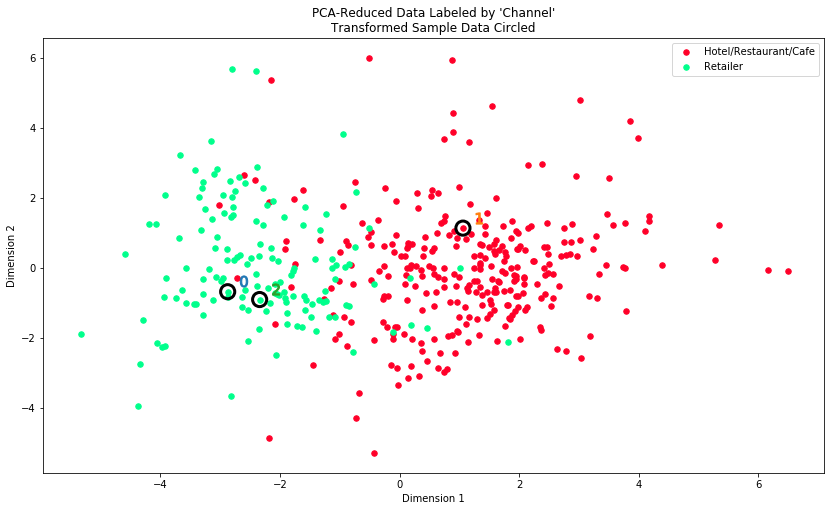 PCA-Reduced Data Labeled by 'Channel'
Transformed Sample Data Circled
Hotel/Restaurant/Cafe
Retailer
6
4
2
0
−2
−4
Dimension 2
1
0
2
−4
−2
0
2
4
6
Dimension 1